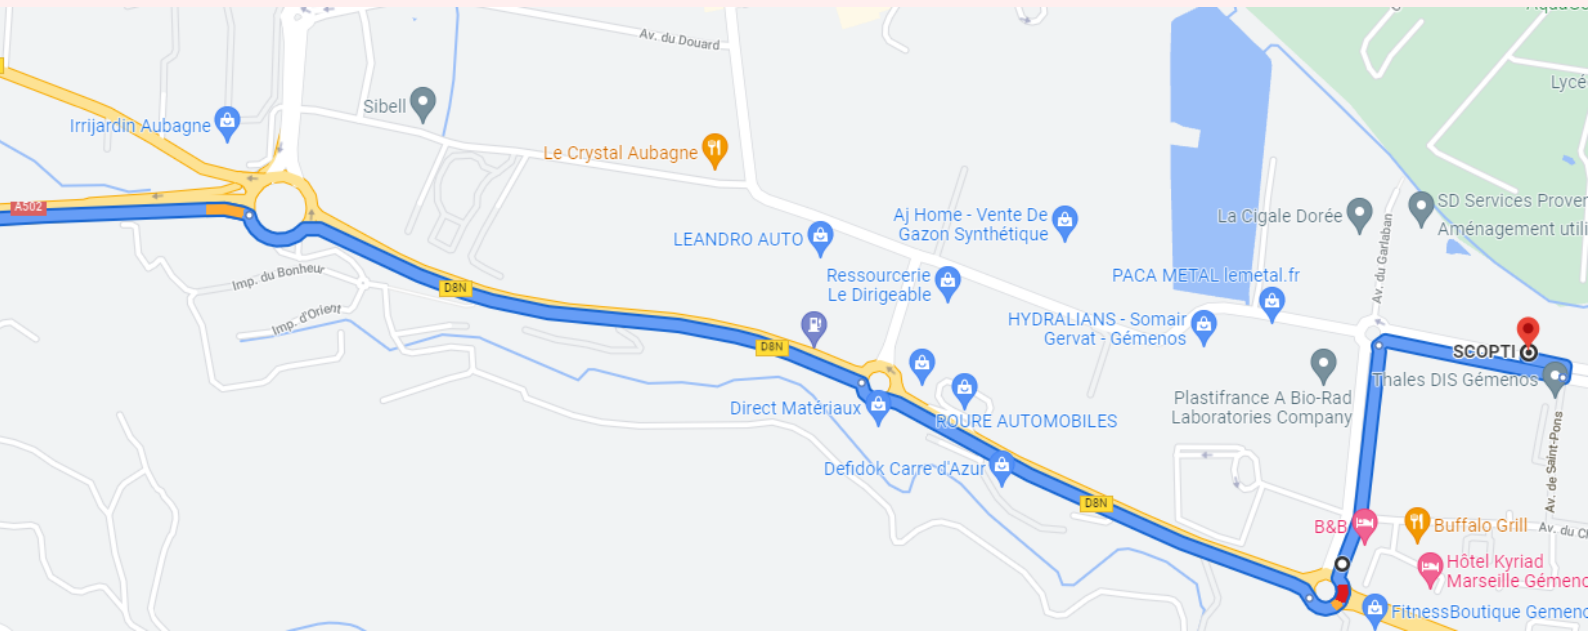 Av. du Douard
Lycé
Sibell
Irrijardin Aubagne
Le Crystal Aubagne
A502
La Cigale Dorée
SD Services Prover
Aménagement utili
Aj Home - Vente De
Gazon Synthétique
LEANDRO AUTO
Av. du Garlaban
Imp. du Bonheur
Ressourcerie
Le Dirigeable
PACA METAL lemetal.fr
D8N
Imp. d'Orient
HYDRALIANS - Somair
Gervat - Gémenos
D8N
SCOPTI
Thales DIS Gémenos
Plastifrance A Bio-Rad
Laboratories Company
Direct Matériaux
ROURE AUTOMOBILES
Defidok Carre d'Azur
Av. de Saint-Pons
D8N
B&B
Buffalo Grill
Av. du Ch
Hôtel Kyriad
Marseille Gémeno
FitnessBoutique Gemeno